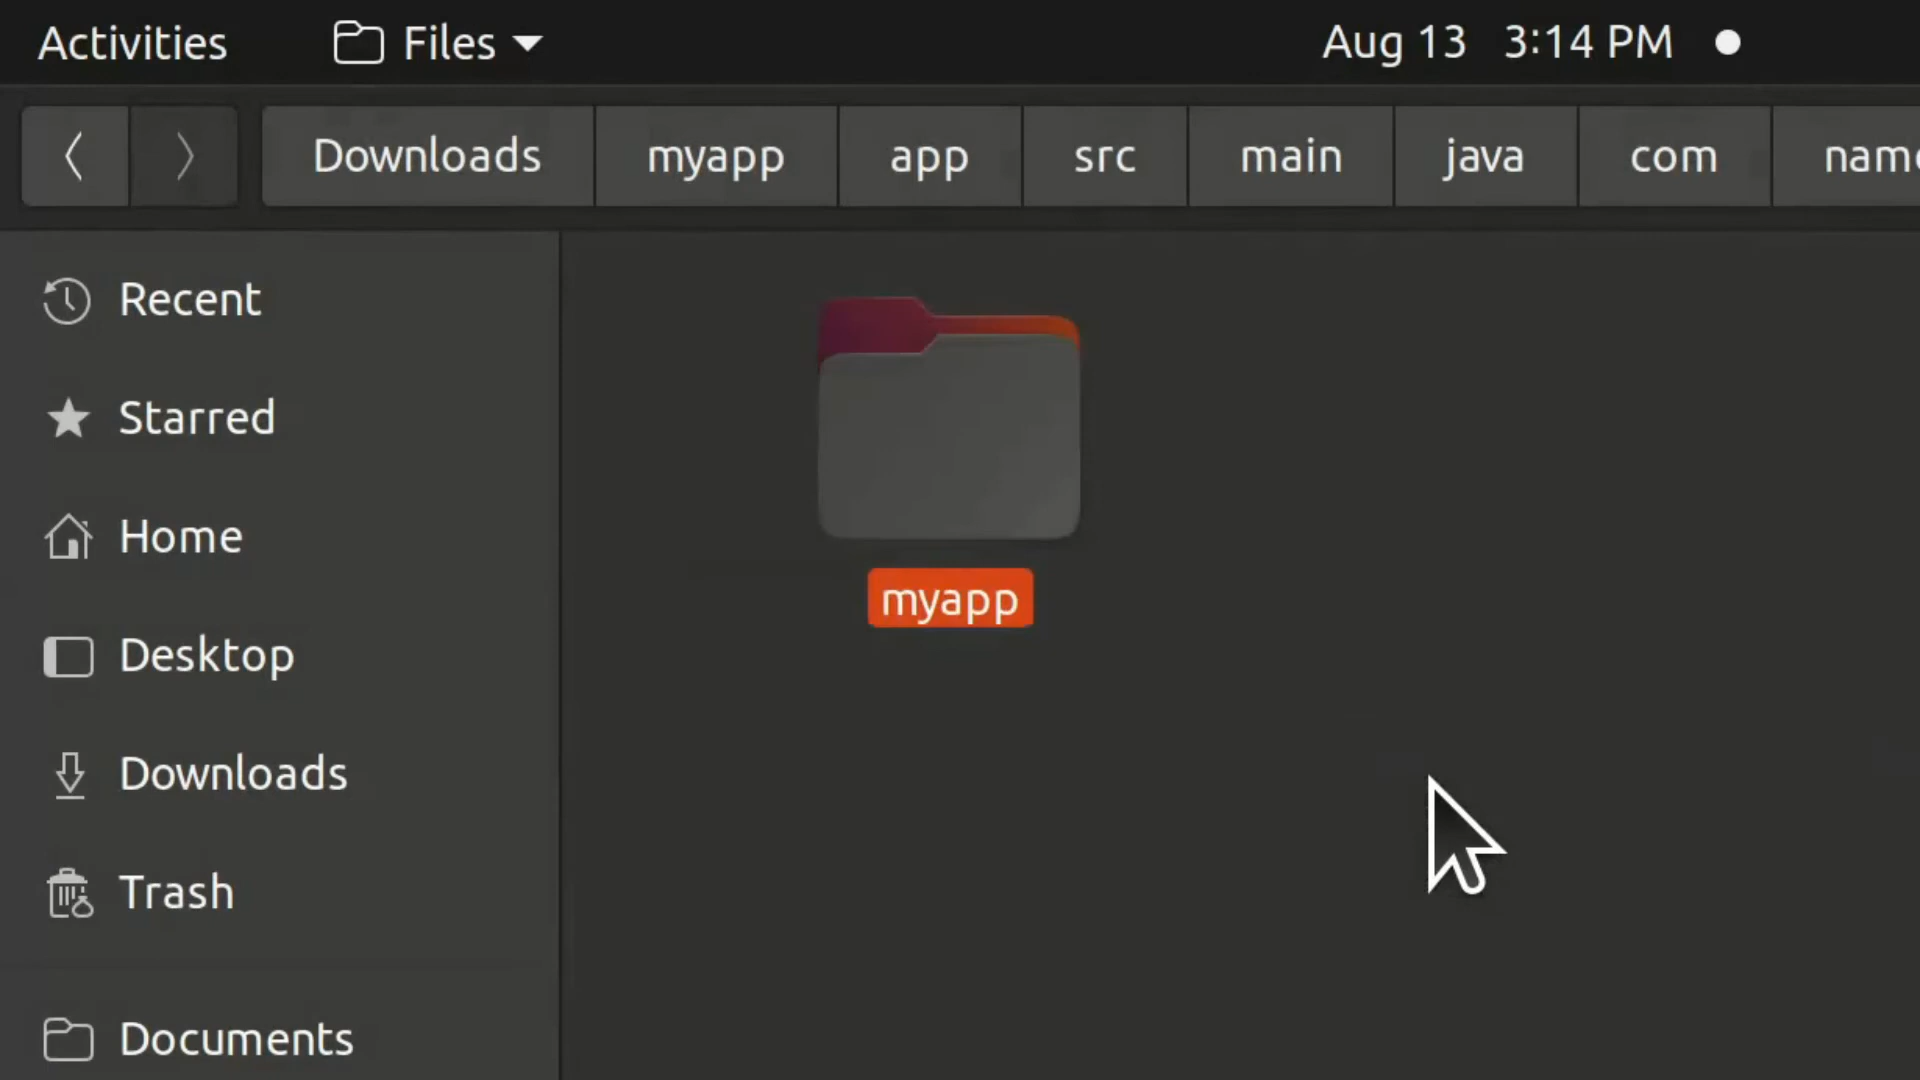 Activities Files Aug 13 3:14 PM
Downloads myapp app src main java com
Recent
Starred
myapp
Home
Desktop
Downloads
Trash
Documents